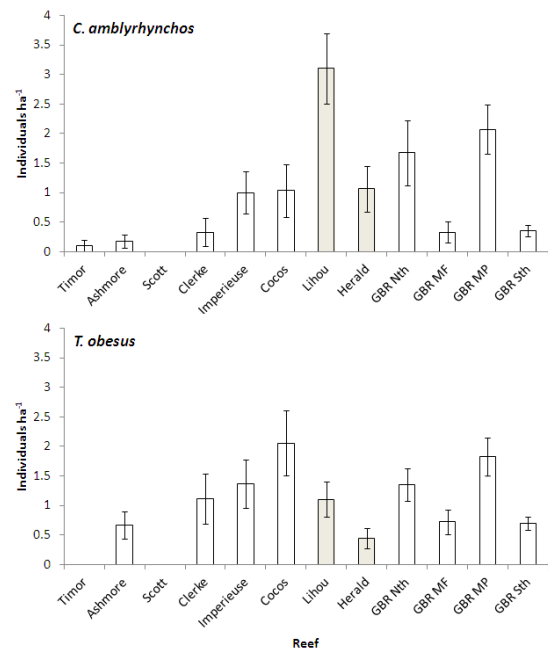 C. amblyrhynchos
Individuals ha-1
4
3.5
3
2.5
2
1.5
1
0.5
0
Timor
Ashmore
Scott
Clerke
Imperieuse
Cocos
Lihou
Herald
GBR Nth
GBR MF
GBR MP
GBR Sth
T. obesus
Individuals ha-1
4
3.5
3
2.5
2
1.5
1
0.5
0
Timor
Ashmore
Scott
Clerke
Imperieuse
Cocos
Lihou
Herald
GBR Nth
GBR MF
GBR MP
GBR Sth
Reef